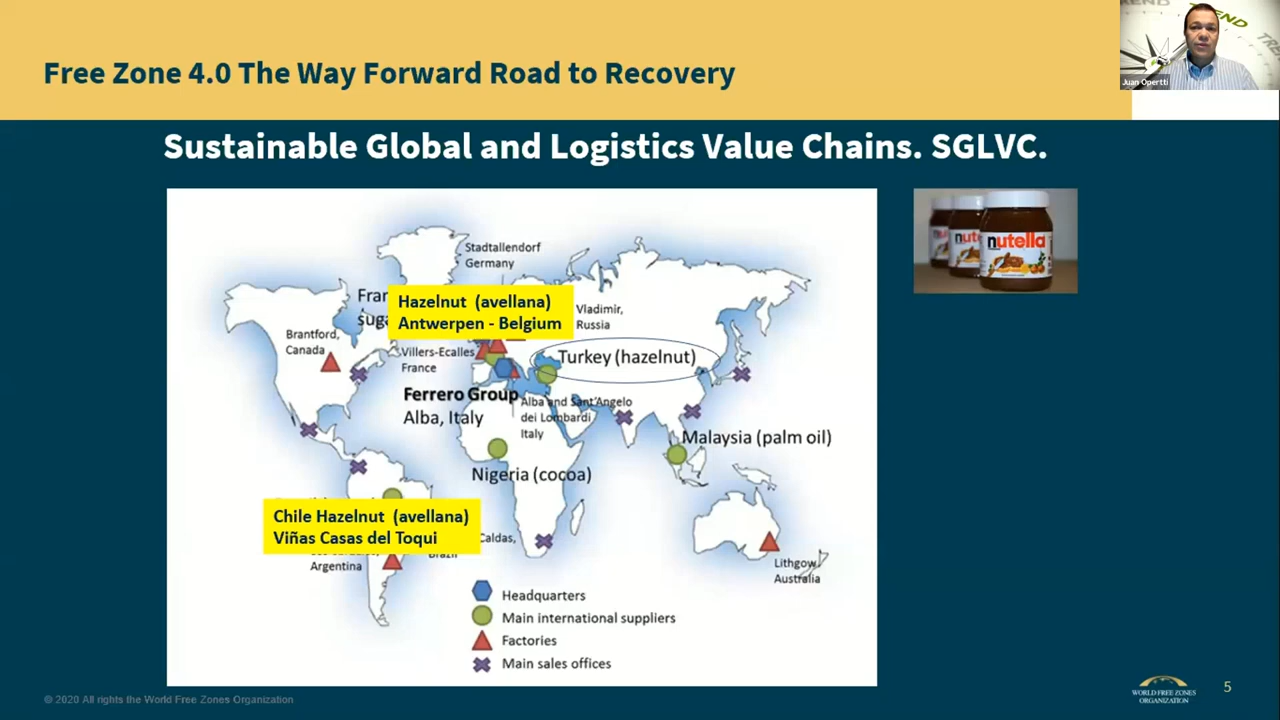 Free Zone 4.0 The Way Forward Road to Recovery
TREND
Juan Opertti
Sustainable Global and Logistics Value Chains. SGLVC.
nutella
Stadtallendorf
Germany
Hazelnut (avellana)
Antwerpen - Belgium
Vladimir,
Russia
Brantford,
Canada
Villers-Ecalles
France
Turkey (hazelnut)
Ferrero Group
Alba, Italy
Alba and Sant'Angelo
dei Lombardi
Italy
Malaysia (palm oil)
Nigeria (cocoa)
Chile Hazelnut (avellana)
Viñas Casas del Toqui
Caldas,
Brazil
Argentina
Lithgow
Australia
Headquarters
Main international suppliers
Factories
Main sales offices
© 2020 All rights the World Free Zones Organization
WORLD FREE ZONES
ORGANIZATION
5